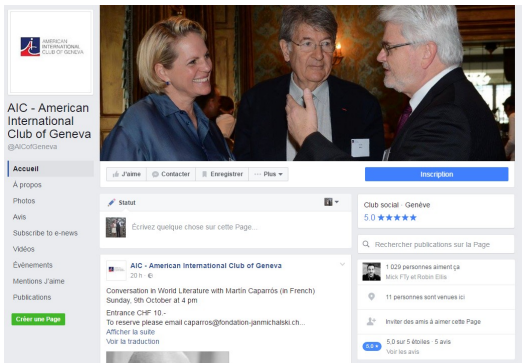 AMERICAN
INTERNATIONAL
CLUB OF GENEVA
AIC - American
International
Club of Geneva
@AICofGeneva
Accueil
À propos
Photos
Avis
Subscribe to e-news
Vidéos
Événements
Mentions J'aime
Publications
Créer une Page
J'aime
Contacter
Enregistrer
Plus
Inscription
Statut
Écrivez quelque chose sur cette Page...
AIC - American International Club of Geneva
20 h ·
Conversation in World Literature with Martín Caparrós (in French)
Sunday, 9th October at 4 pm
Entrance CHF 10.-
To reserve please email caparros@fondation-janmichalski.ch...
Afficher la suite
Voir la traduction
Club social · Genève
5.0 ★★★★★
Rechercher publications sur la Page
1 029 personnes aiment ça
Mick FTy et Robin Ellis
11 personnes sont venues ici
Inviter des amis à aimer cette Page
5,0 ★
5,0 sur 5 étoiles · 5 avis
Voir les avis